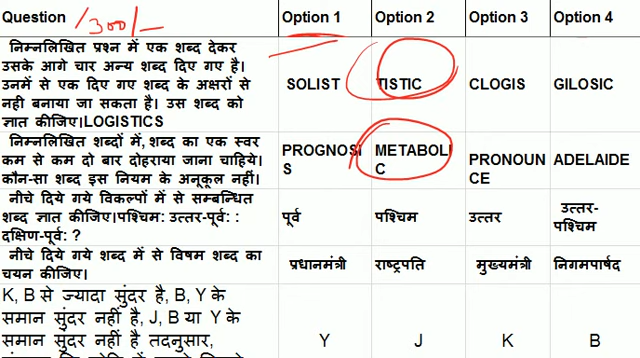 Question /300/- Option 1 Option 2 Option 3 Option 4
निम्नलिखित प्रश्न में एक शब्द देकर
उसके आगे चार अन्य शब्द दिए गए है।
उनमें से एक दिए गए शब्द के अक्षरों से
नही बनाया जा सकता है। उस शब्द को
ज्ञात कीजिए।LOGISTICS
SOLIST TISTIC CLOGIS GILOSIC
निम्नलिखित शब्दों में, शब्द का एक स्वर
कम से कम दो बार दोहराया जाना चाहिये।
कौन-सा शब्द इस नियम के अनूकूल नहीं।
PROGNOSI
S
METABOLI
C
PRONOUN
CE
ADELAIDE
नीचे दिये गये विकल्पों में से सम्बन्धित
शब्द ज्ञात कीजिए।पश्चिम: उत्तर-पूर्व: :
दक्षिण-पूर्व: ?
पूर्व पश्चिम उत्तर
उत्तर-
पश्चिम
नीचे दिये गये शब्द में से विषम शब्द का
चयन कीजिए।
प्रधानमंत्री राष्ट्रपति मुख्यमंत्री निगमपार्षद
K, B से ज्यादा सुंदर है, B, Y के
समान सुंदर नहीं है, J, B या Y के
समान सुंदर नहीं है तदनुसार,
Y J K B